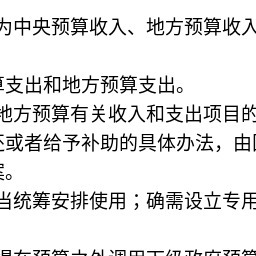 为中央预算收入、地方预算收入
算支出和地方预算支出。
地方预算有关收入和支出项目的
还或者给予补助的具体办法，由
案。
当统筹安排使用；确需设立专用